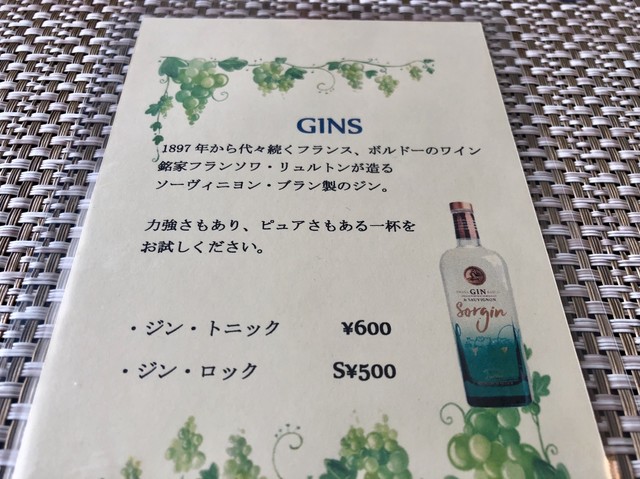 GINS
1897 年から代々続くフランス、ボルドーのワイン
銘家フランソワ・リュルトンが造る
ソーヴィニヨン・ブラン製のジン。
力強さもあり、ピュアさもある一杯を
お試しください。
・ジン・トニック ¥600
・ジン・ロック S¥500
GIN
Sorgin